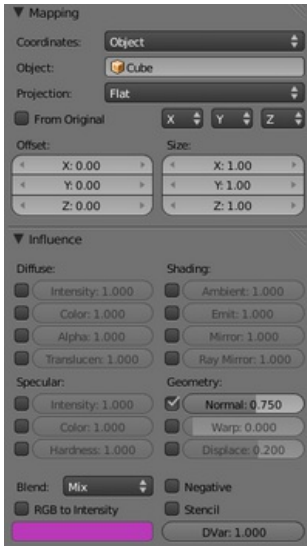 Mapping
Coordinates: Object
Object: Cube
Projection: Flat
From Original X Y Z
Offset: Size:
X: 0.00 X: 1.00
Y: 0.00 Y: 1.00
Z: 0.00 Z: 1.00
Influence
Diffuse: Shading:
Intensity: 1.000 Ambient: 1.000
Color: 1.000 Emit: 1.000
Alpha: 1.000 Mirror: 1.000
Translucen: 1.000 Ray Mirror: 1.000
Specular: Geometry:
Intensity: 1.000 Normal: 0.750
Color: 1.000 Warp: 0.000
Hardness: 1.000 Displace: 0.200
Blend: Mix Negative
RGB to Intensity Stencil
DVar: 1.000